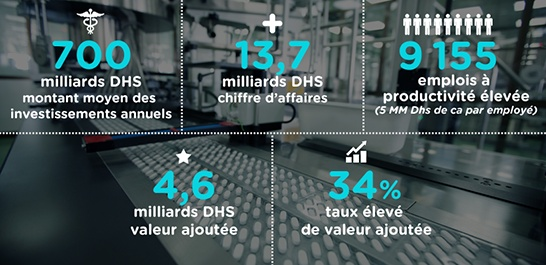 700
milliards DHS
montant moyen des
investissements annuels
13,7
milliards DHS
chiffre d'affaires
9 155
emplois à
productivité élevée
(5 MM Dhs de ca par employé)
4,6
milliards DHS
valeur ajoutée
34%
taux élevé
de valeur ajoutée